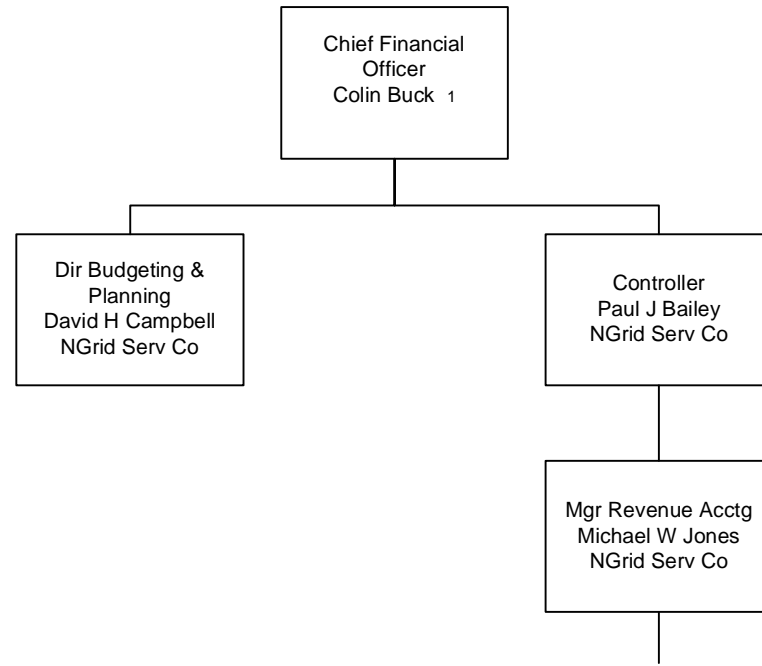 Chief Financial
Officer
Colin Buck 1
Dir Budgeting &
Planning
David H Campbell
NGrid Serv Co
Controller
Paul J Bailey
NGrid Serv Co
Mgr Revenue Acctg
Michael W Jones
NGrid Serv Co